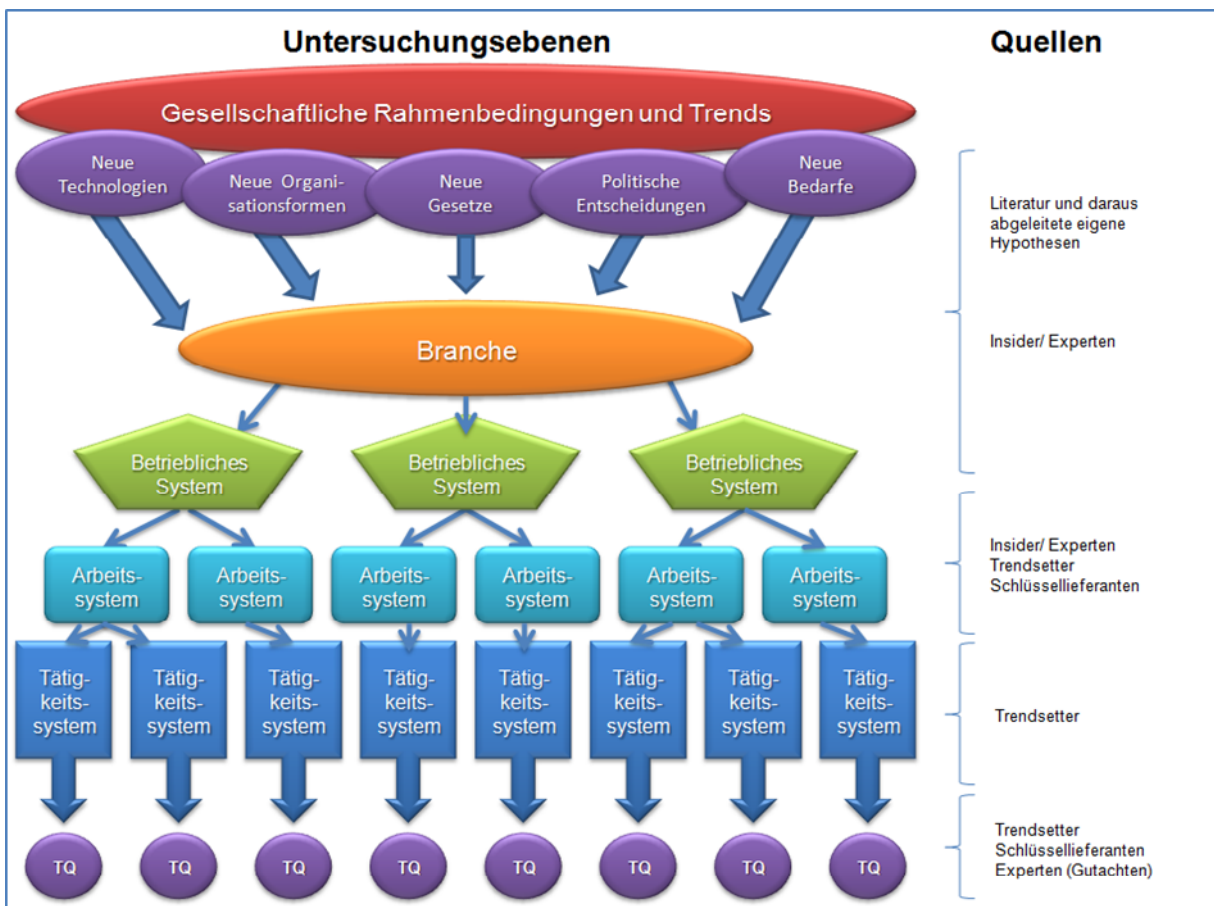 Untersuchungsebenen
Quellen
Gesellschaftliche Rahmenbedingungen und Trends
Neue
Technologien
Neue Organi-
sationsformen
Neue
Gesetze
Politische
Entscheidungen
Neue
Bedarfe
Literatur und daraus
abgeleitete eigene
Hypothesen
Branche
Insider/ Experten
Betriebliches
System
Betriebliches
System
Betriebliches
System
Arbeits-
system
Arbeits-
system
Arbeits-
system
Arbeits-
system
Arbeits-
system
Arbeits-
system
Insider/ Experten
Trendsetter
Schlüssellieferanten
Tätig-
keits-
system
Tätig-
keits-
system
Tätig-
keits-
system
Tätig-
keits-
system
Tätig-
keits-
system
Tätig-
keits-
system
Tätig-
keits-
system
Tätig-
keits-
system
Trendsetter
TQ
TQ
TQ
TQ
TQ
TQ
TQ
TQ
Trendsetter
Schlüssellieferanten
Experten (Gutachten)